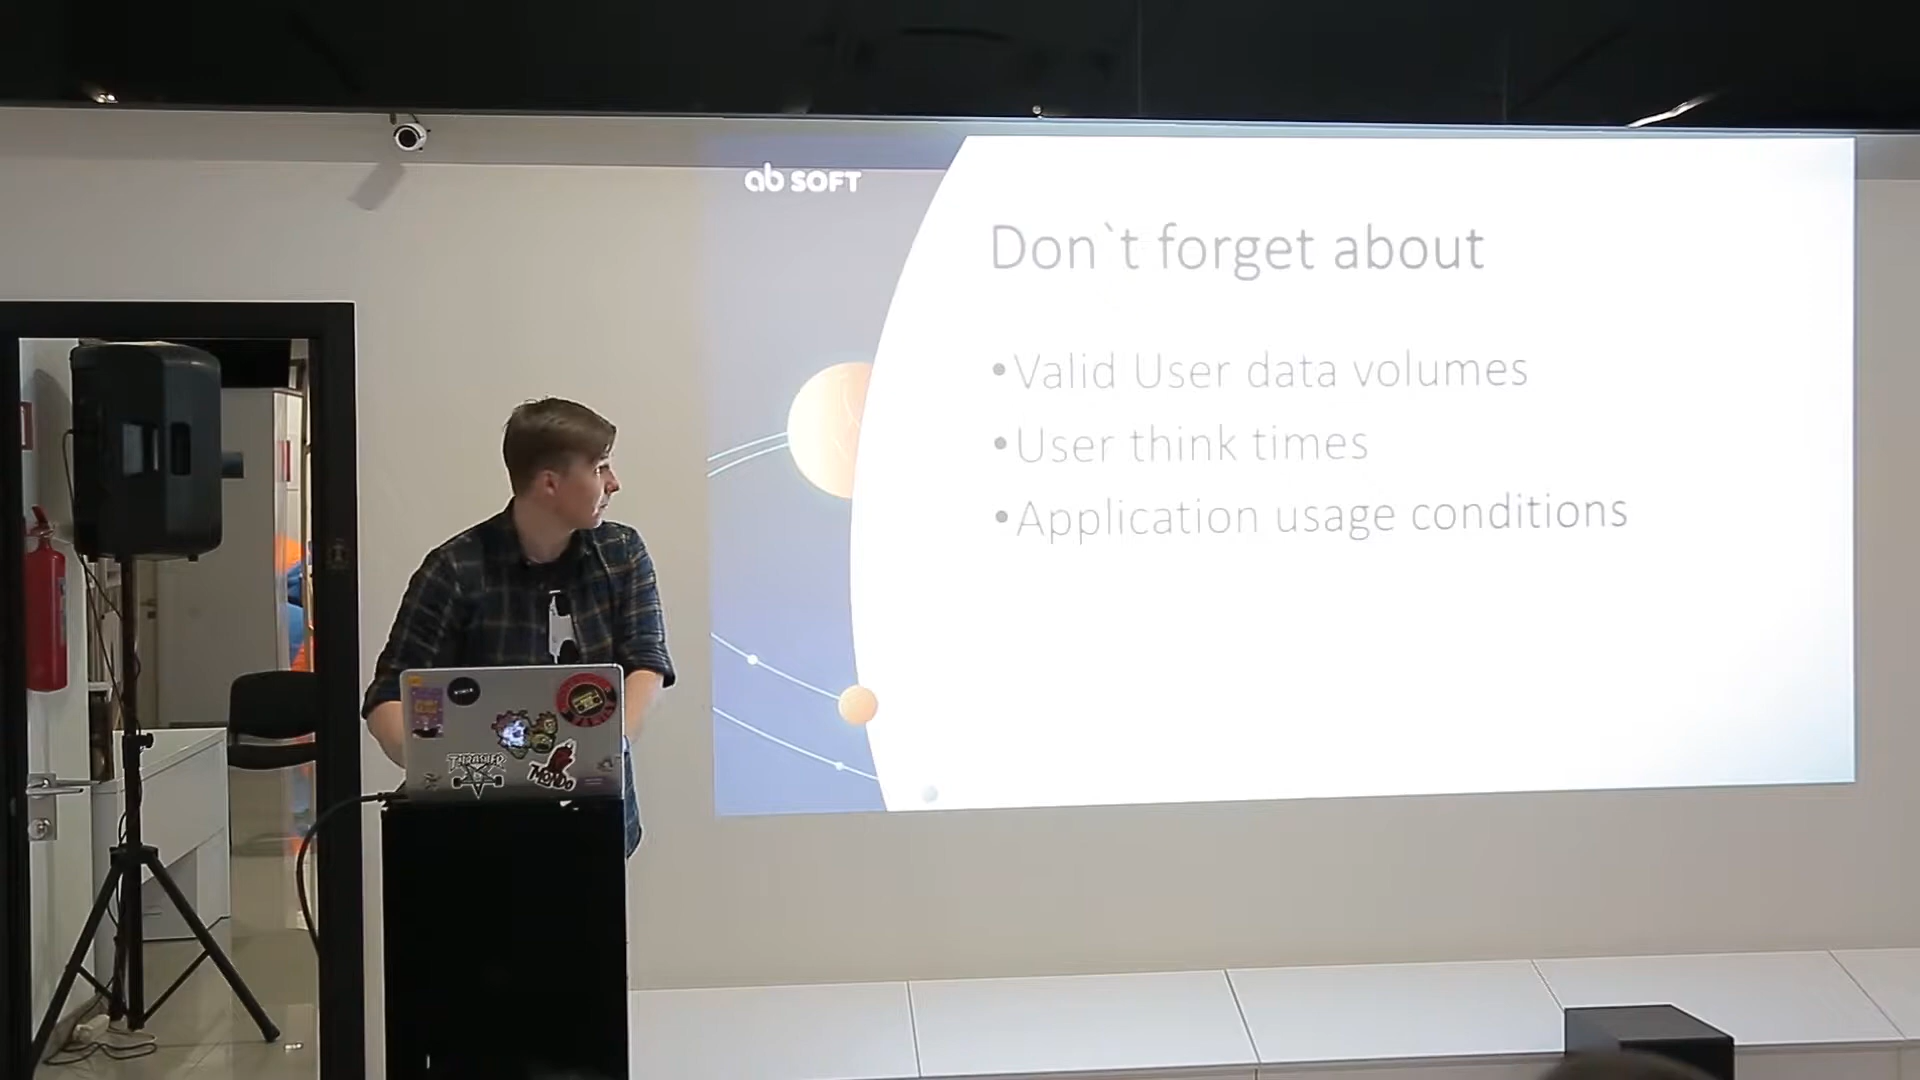 ab SOFT
Don`t forget about
•Valid User data volumes
•User think times
•Application usage conditions
THRASHER
MONDO